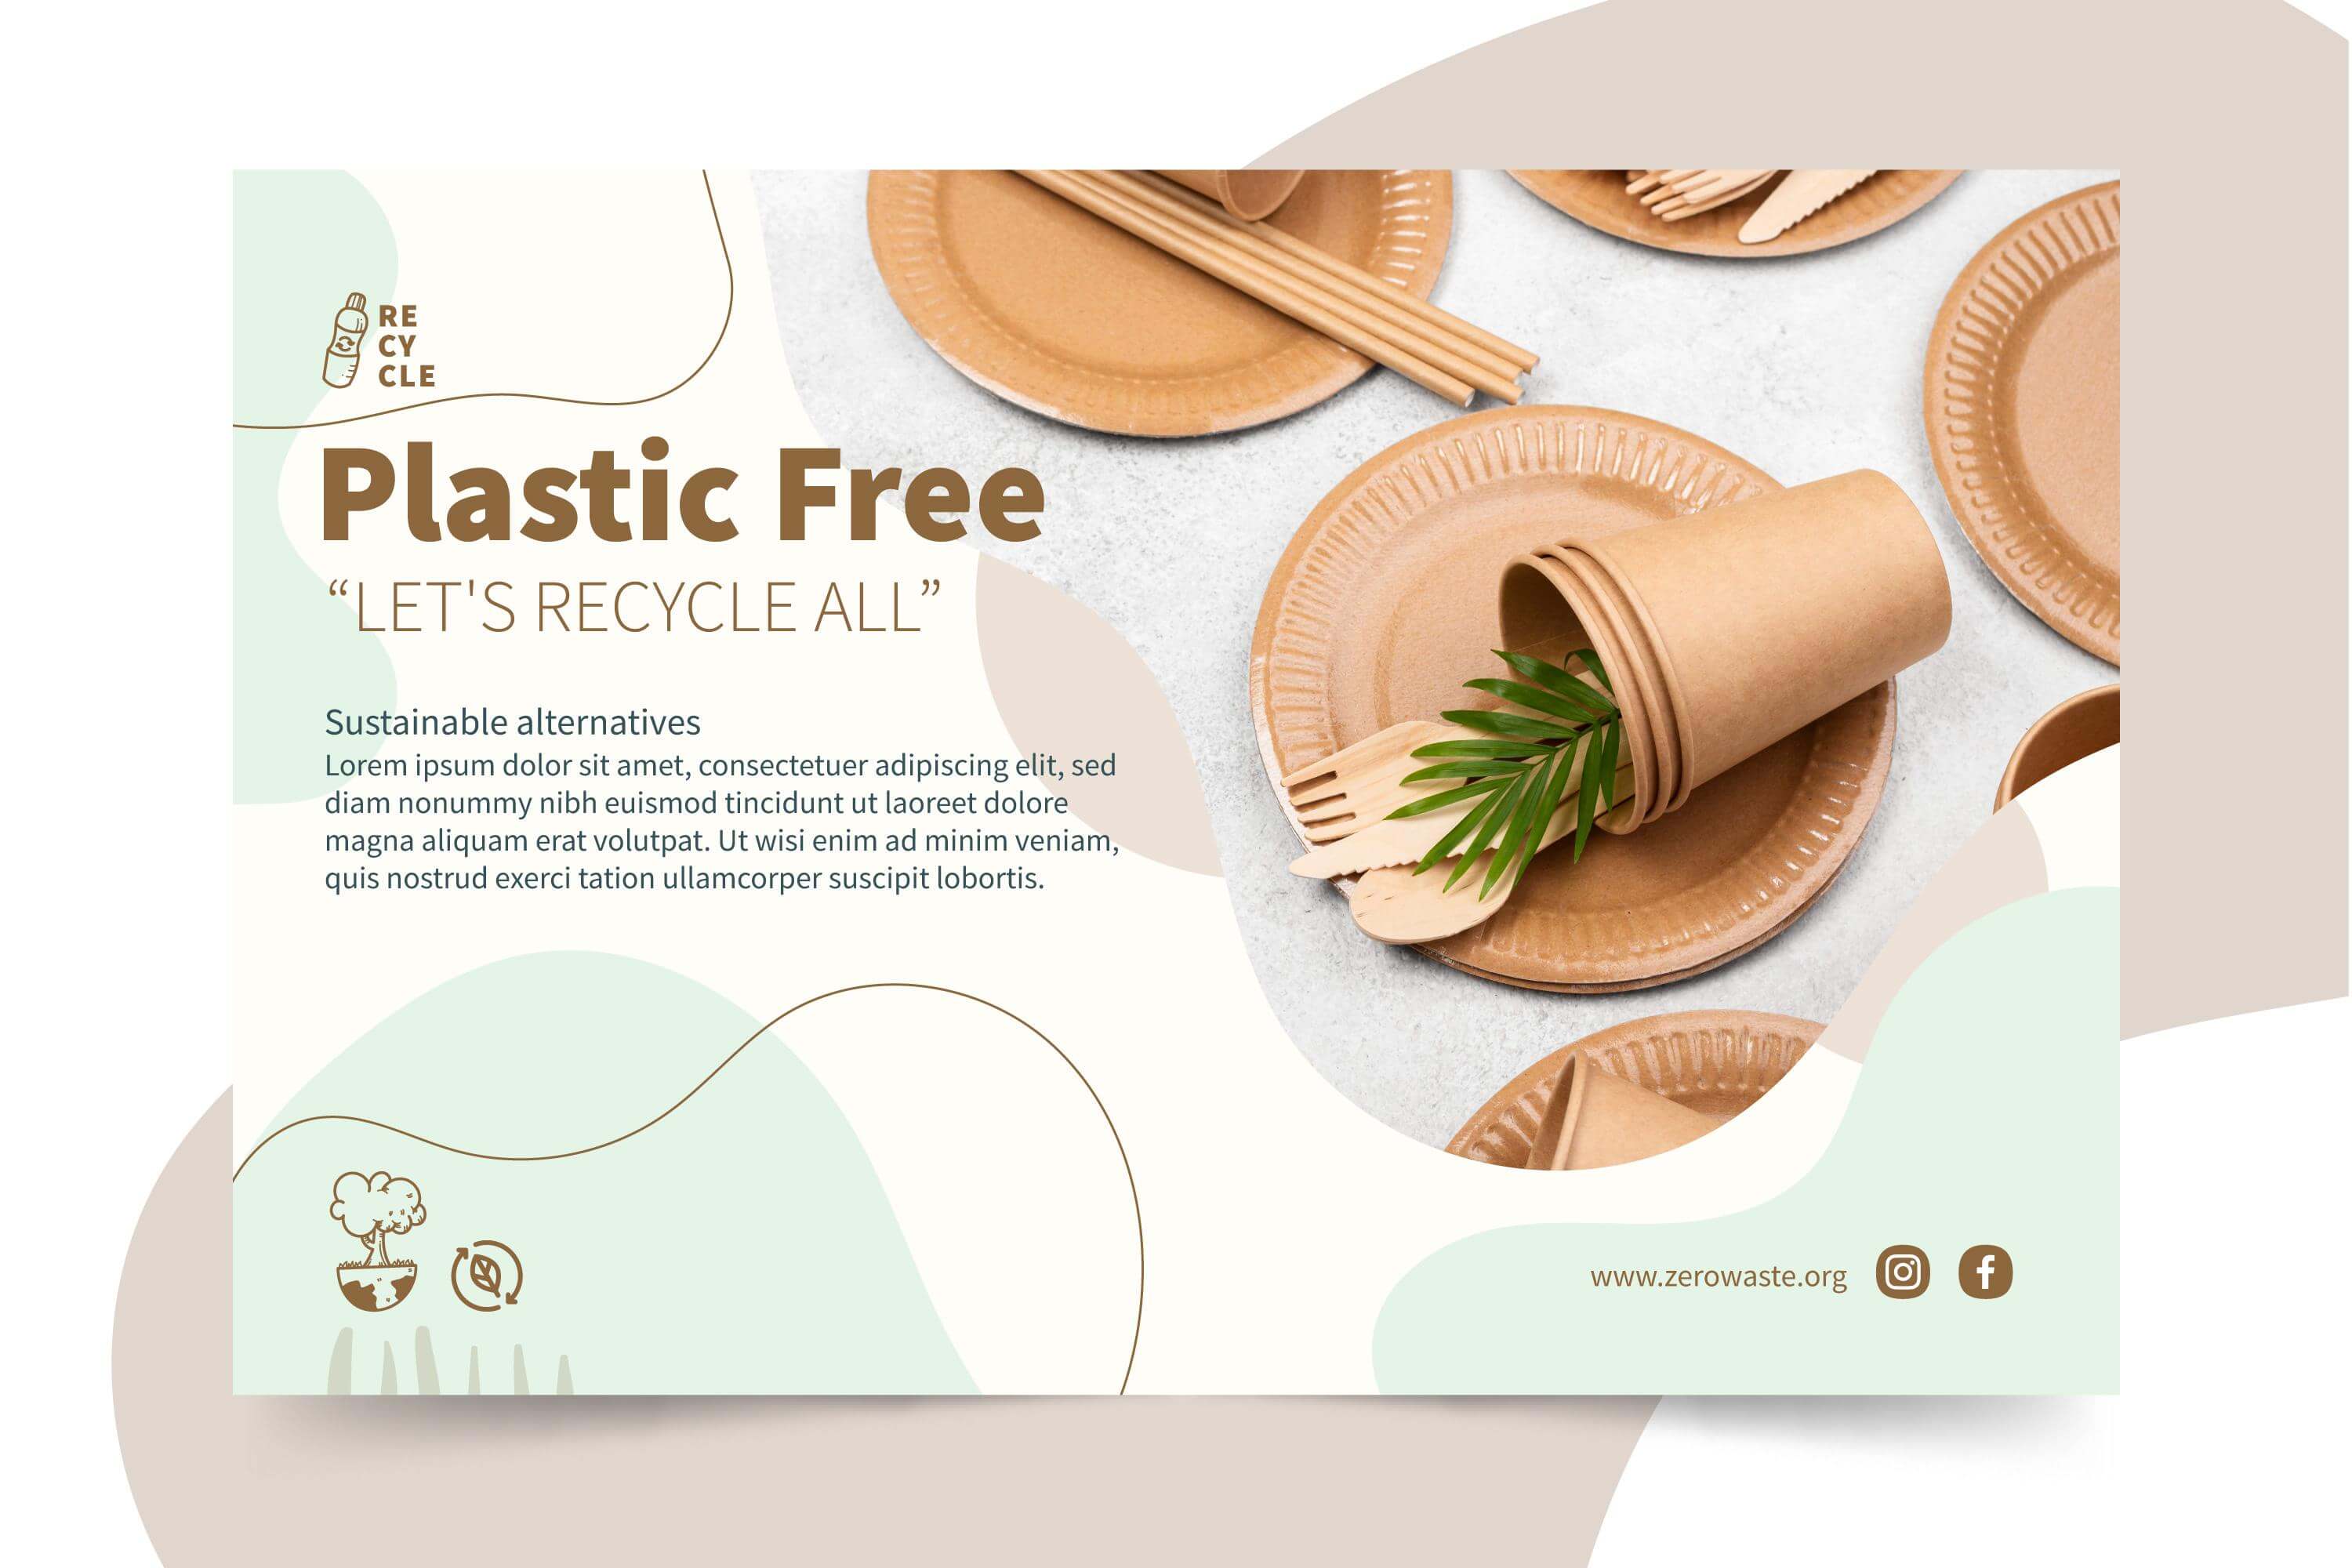 RE
CY
CLE
Plastic Free
“LET'S RECYCLE ALL”
Sustainable alternatives
Lorem ipsum dolor sit amet, consectetuer adipiscing elit, sed
diam nonummy nibh euismod tincidunt ut laoreet dolore
magna aliquam erat volutpat. Ut wisi enim ad minim veniam,
quis nostrud exerci tation ullamcorper suscipit lobortis.
www.zerowaste.org